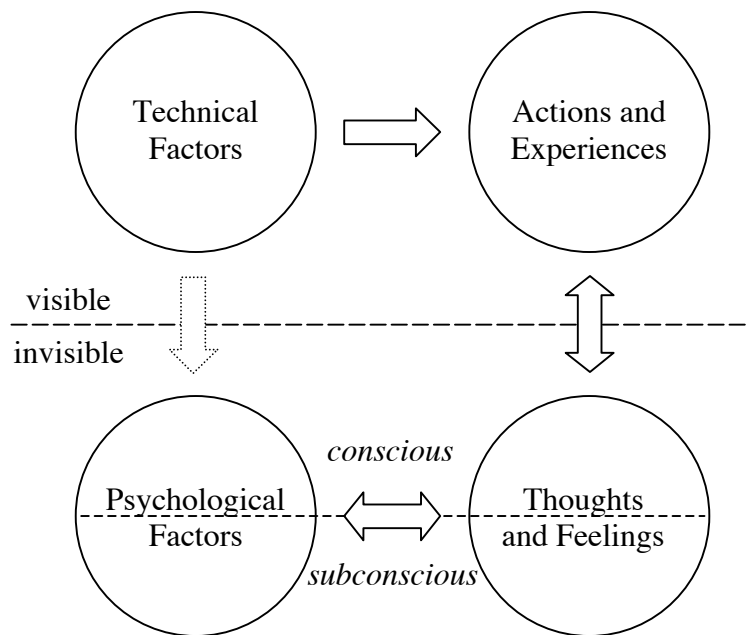 Technical
Factors
Actions and
Experiences
visible
invisible
conscious
Psychological
Factors
Thoughts
and Feelings
subconscious